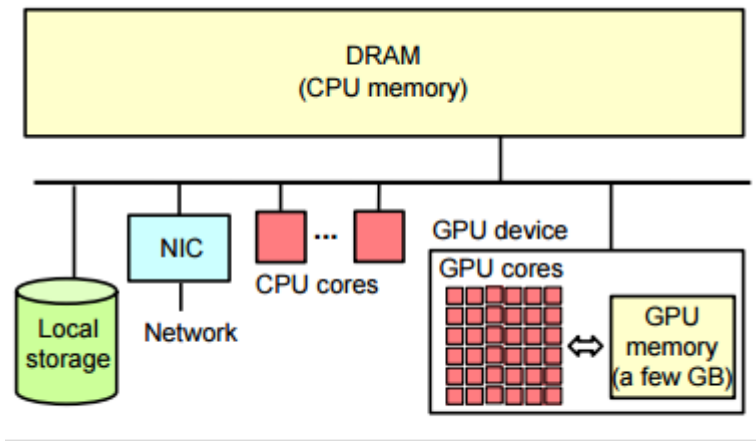 DRAM
(CPU memory)
NIC
...
GPU device
CPU cores
GPU cores
Network
Local
storage
GPU
memory
(a few GB)